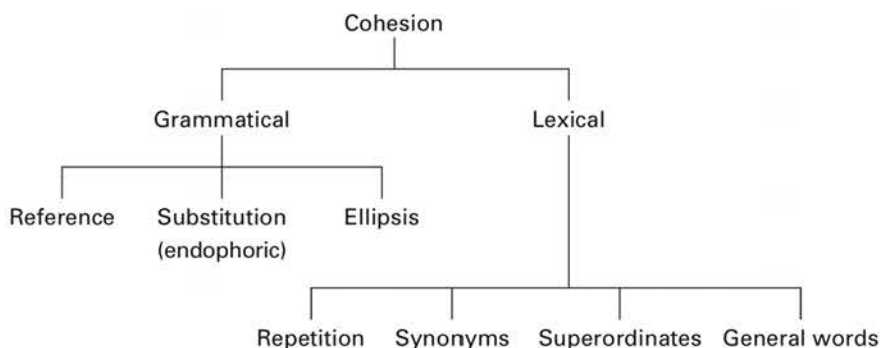 Cohesion
Grammatical Lexical
Reference Substitution Ellipsis
(endophoric)
Repetition Synonyms Superordinates General words